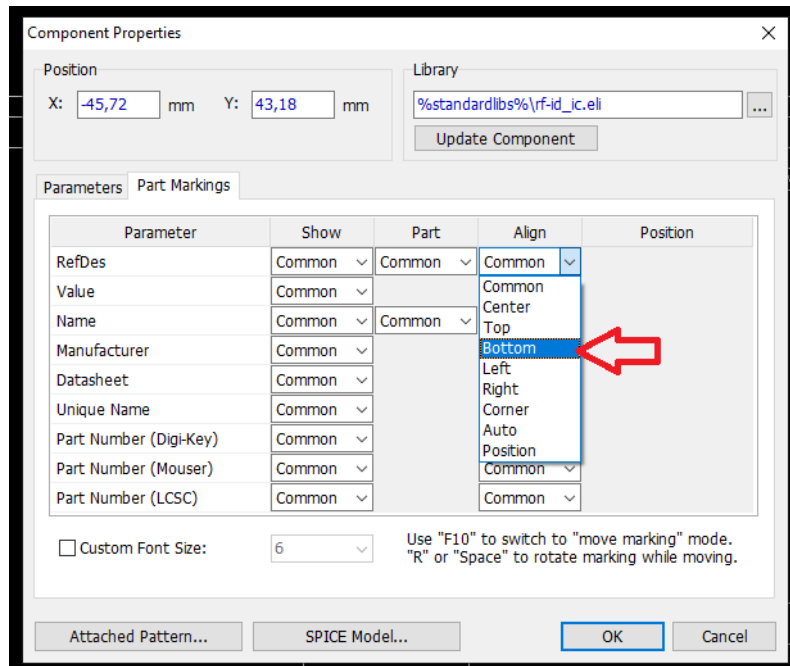 Component Properties
Position
X: -45,72 mm Y: 43,18 mm
Library
%standardlibs%\rf-id_ic.eli ...
Update Component
Parameters Part Markings
Parameter Show Part Align Position
RefDes Common Common Common
Value Common
Name Common Common
Manufacturer Common
Datasheet Common
Unique Name Common
Part Number (Digi-Key) Common
Part Number (Mouser) Common Common
Part Number (LCSC) Common Common
Common
Center
Top
Bottom
Left
Right
Corner
Auto
Position
Custom Font Size: 6
Use "F10" to switch to "move marking" mode.
"R" or "Space" to rotate marking while moving.
Attached Pattern... SPICE Model... OK Cancel